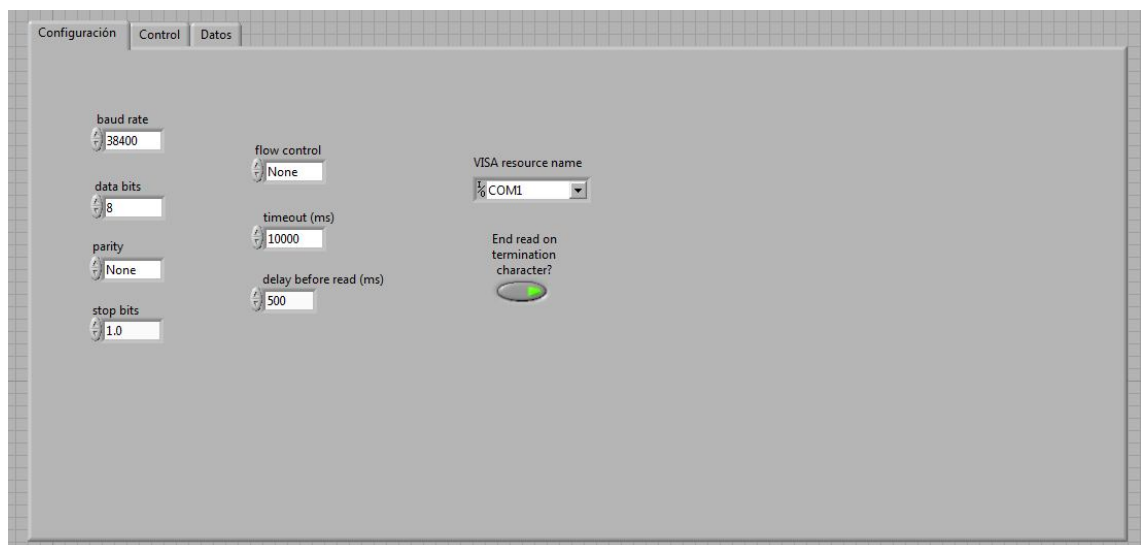 Configuración
Control
Datos
baud rate
38400
data bits
8
parity
None
stop bits
1.0
flow control
None
timeout (ms)
10000
delay before read (ms)
500
VISA resource name
COM1
End read on
termination
character?